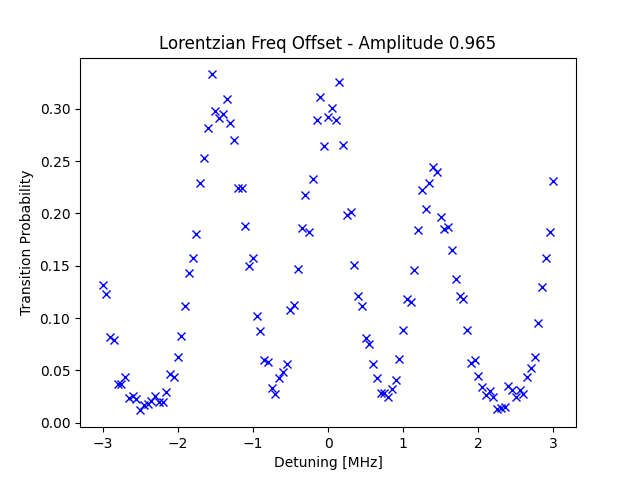 Lorentzian Freq Offset - Amplitude 0.965
0.30
0.25
0.20
0.15
0.10
0.05
0.00
Transition Probability
−3 −2 −1 0 1 2 3
Detuning [MHz]